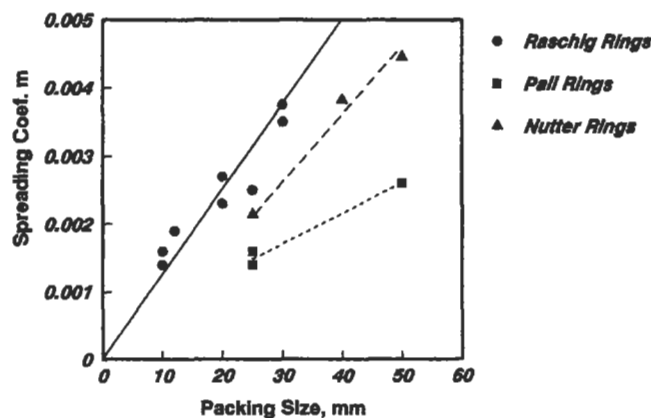 0.005
0.004
0.003
0.002
0.001
0
Spreading Coef. m
0 10 20 30 40 50 60
Packing Size, mm
Raschig Rings
Pall Rings
Nutter Rings